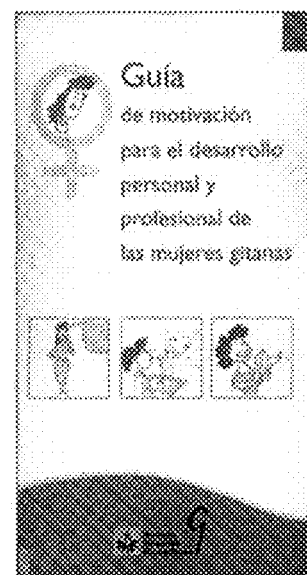 Guía
de motivación
para el desarrollo
personal y
profesional de
las mujeres gitanas